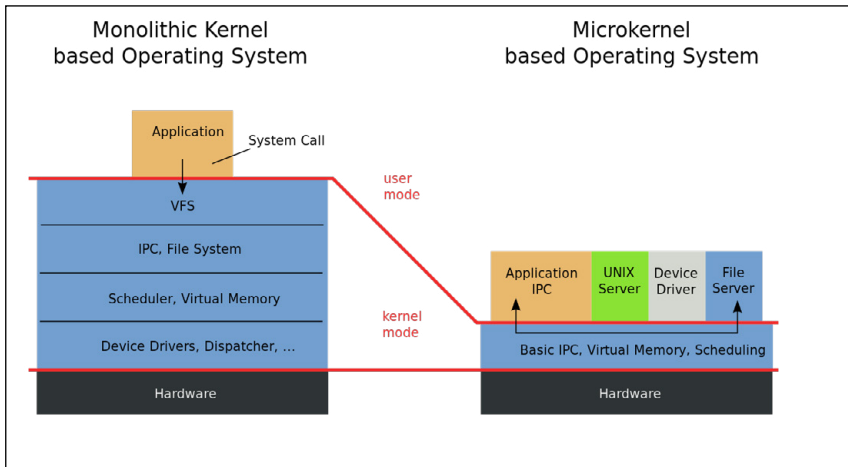 Monolithic Kernel
based Operating System
Microkernel
based Operating System
Application
System Call
user
mode
VFS
IPC, File System
Scheduler, Virtual Memory
kernel
mode
Device Drivers, Dispatcher, ...
Hardware
Application
IPC
UNIX
Server
Device
Driver
File
Server
Basic IPC, Virtual Memory, Scheduling
Hardware